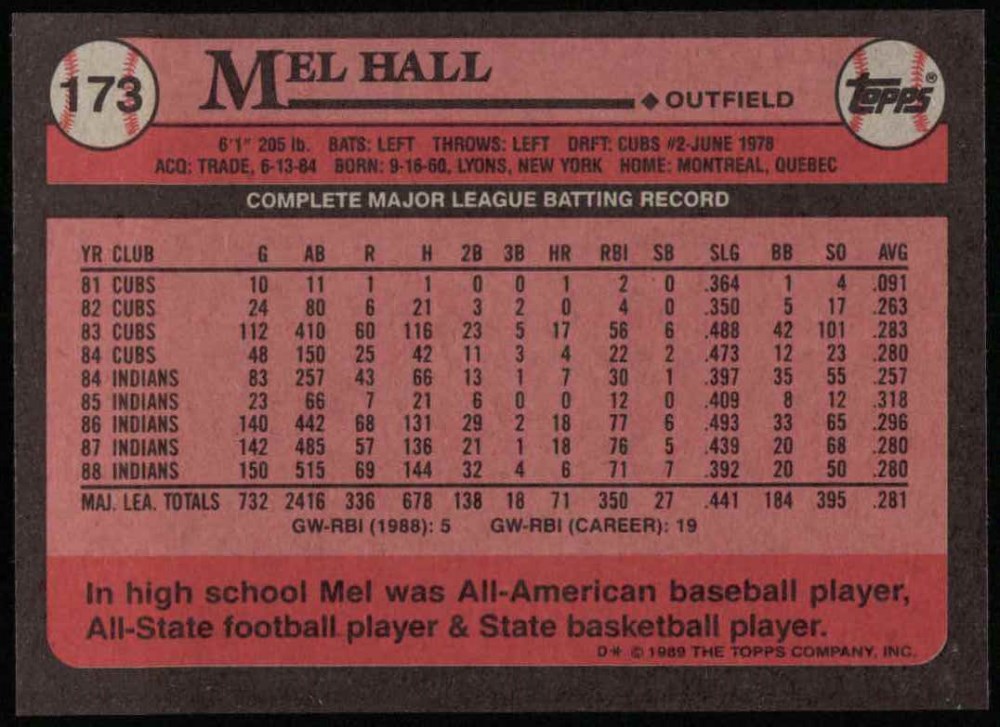 173
MEL HALL
OUTFIELD
TOPPS®
6'1" 205 lb. BATS: LEFT THROWS: LEFT DRFT: CUBS #2-JUNE 1978
ACQ: TRADE, 6-13-84 BORN: 9-16-60, LYONS, NEW YORK HOME: MONTREAL, QUEBEC
COMPLETE MAJOR LEAGUE BATTING RECORD
YR CLUB G AB R H 2B 3B HR RBI SB SLG BB SO AVG
81 CUBS 10 11 1 1 0 0 1 2 0 .364 1 4 .091
82 CUBS 24 80 6 21 3 2 0 4 0 .350 5 17 .263
83 CUBS 112 410 60 116 23 5 17 56 6 .488 42 101 .283
84 CUBS 48 150 25 42 11 3 4 22 2 .473 12 23 .280
84 INDIANS 83 257 43 66 13 1 7 30 1 .397 35 55 .257
85 INDIANS 23 66 7 21 6 0 0 12 0 .409 8 12 .318
86 INDIANS 140 442 68 131 29 2 18 77 6 .493 33 65 .296
87 INDIANS 142 485 57 136 21 1 18 76 5 .439 20 68 .280
88 INDIANS 150 515 69 144 32 4 6 71 7 .392 20 50 .280
MAJ. LEA. TOTALS 732 2416 336 678 138 18 71 350 27 .441 184 395 .281
GW-RBI (1988): 5 GW-RBI (CAREER): 19
In high school Mel was All-American baseball player,
All-State football player & State basketball player.
D* © 1989 THE TOPPS COMPANY, INC.